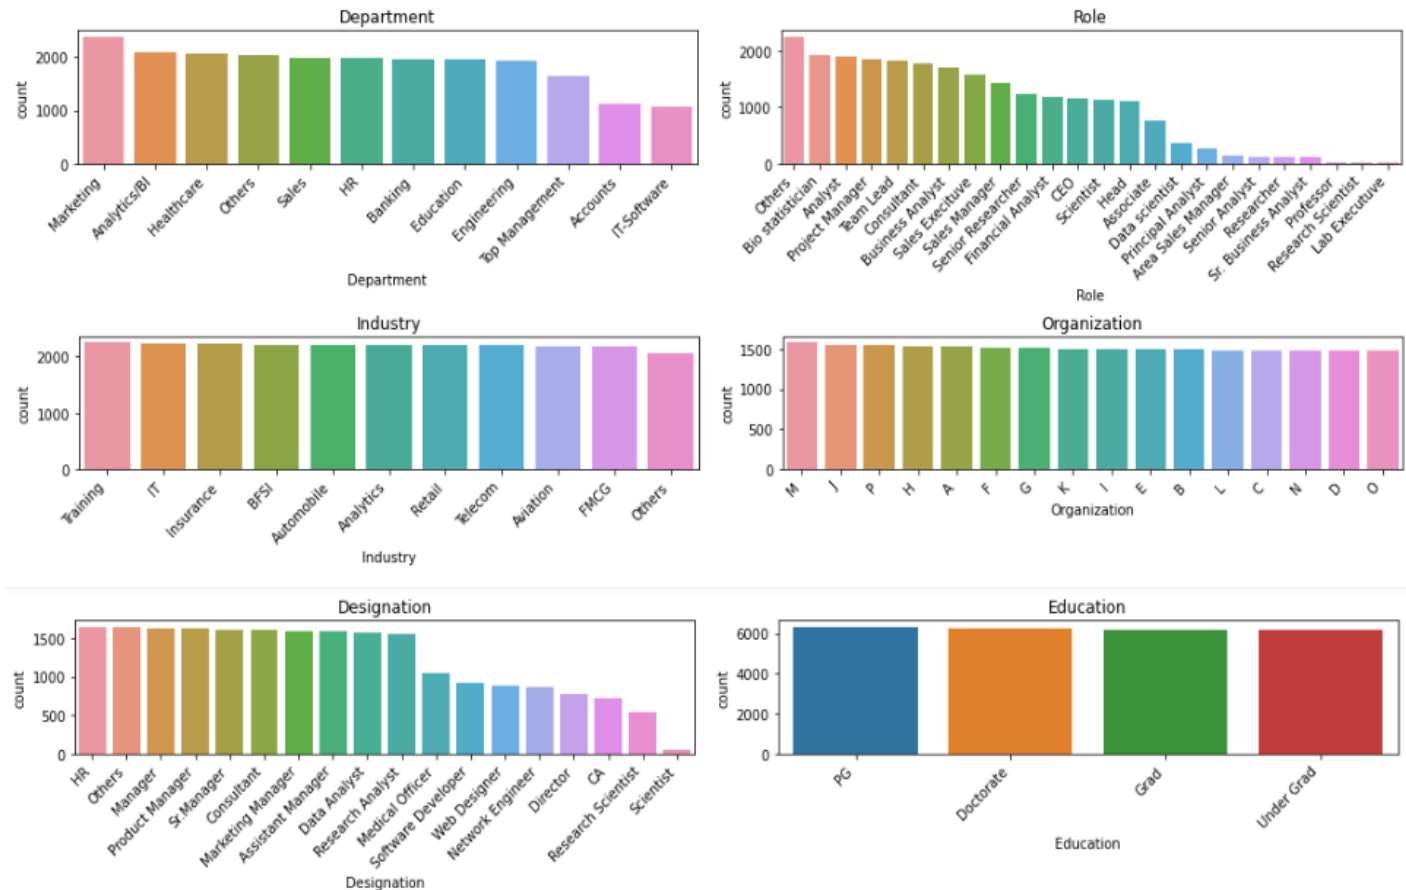 Department
count
2000
1000
0
Marketing
Analytics/BI
Healthcare
Others
Sales
HR
Banking
Education
Engineering
Top Management
Accounts
IT-Software
Department
Role
count
2000
1000
0
Others
Bio statistician
Analyst
Project Manager
Team Lead
Consultant
Business Analyst
Sales Execituve
Sales Manager
Senior Researcher
Financial Analyst
CEO
Scientist
Head
Associate
Data scientist
Principal Analyst
Area Sales Manager
Senior Analyst
Researcher
Sr. Business Analyst
Professor
Research Scientist
Lab Executuve
Role
Industry
count
2000
1000
0
Training
IT
Insurance
BFSI
Automobile
Analytics
Retail
Telecom
Aviation
FMCG
Others
Industry
Organization
count
1500
1000
500
0
M
J
P
H
A
F
G
K
I
E
B
L
C
N
D
O
Organization
Designation
count
1500
1000
500
0
HR
Others
Manager
Product Manager
Sr.Manager
Consultant
Marketing Manager
Assistant Manager
Data Analyst
Research Analyst
Medical Officer
Software Developer
Web Designer
Network Engineer
Director
CA
Research Scientist
Scientist
Designation
Education
count
6000
4000
2000
0
PG
Doctorate
Grad
Under Grad
Education